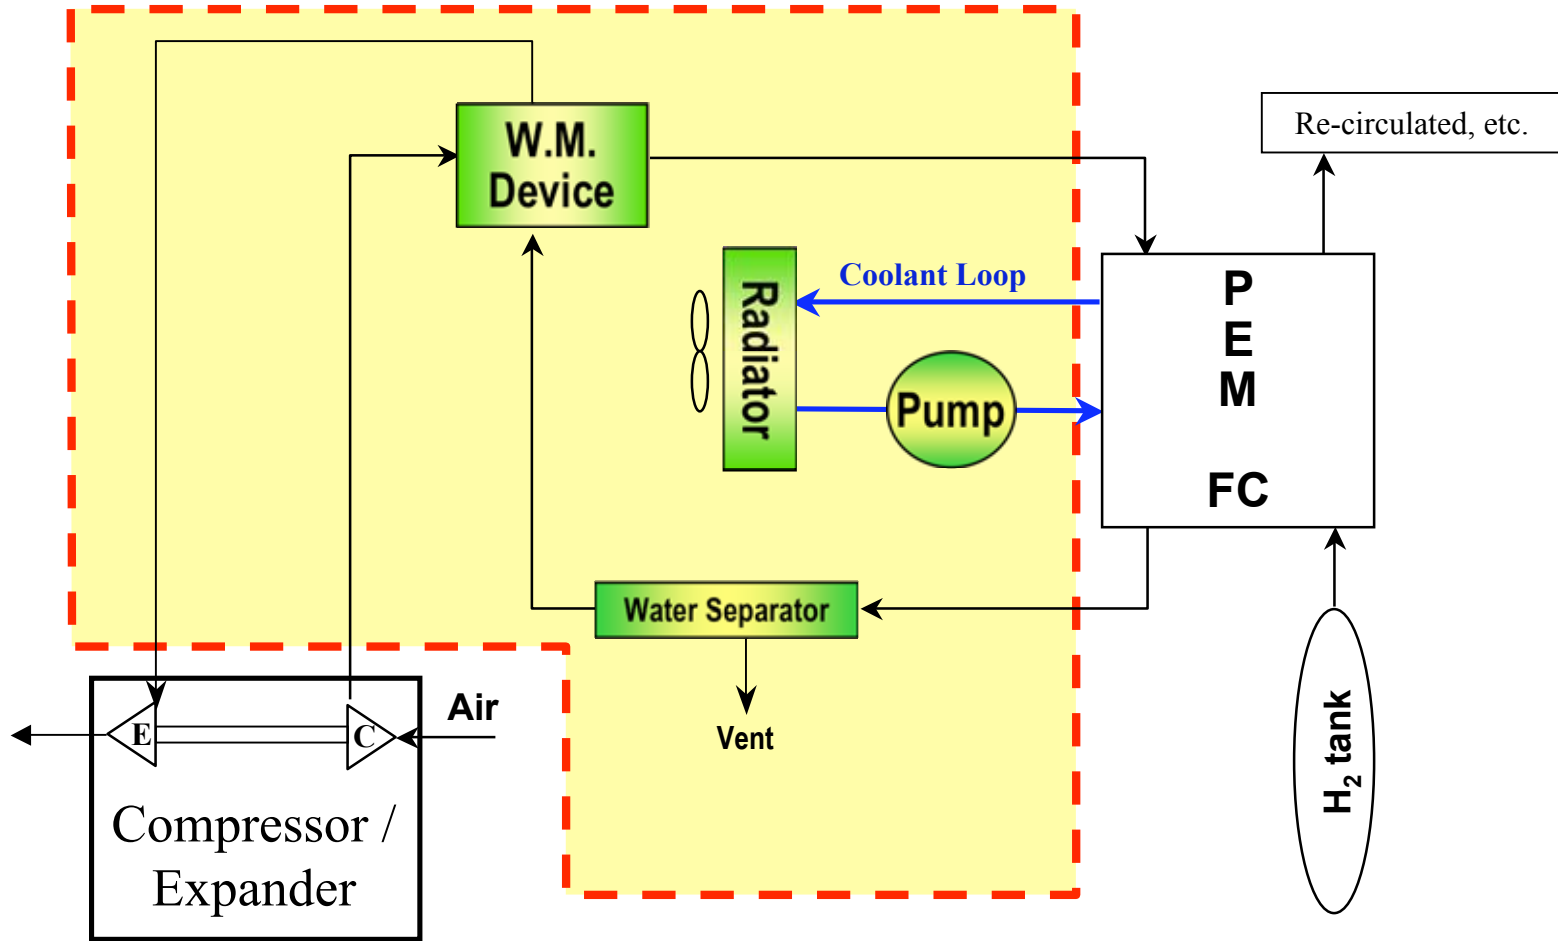 W.M.
Device
Re-circulated, etc.
Coolant Loop
Radiator
Pump
P
E
M
FC
Water Separator
Vent
Air
E
C
Compressor /
Expander
H₂ tank